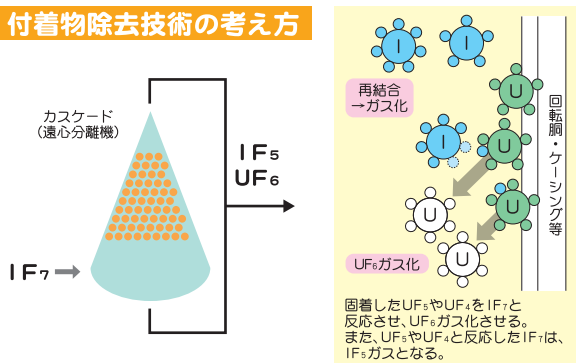 付着物除去技術の考え方
カスケード
(遠心分離機)
IF₅
UF₆
IF₇
I
I
再結合
→ガス化
U
I
U
U
U
U
UF₆ガス化
回転胴・ケーシング等
固着したUF₅やUF₄をIF₇と
反応させ、UF₆ガス化させる。
また、UF₅やUF₄と反応したIF₇は、
IF₅ガスとなる。